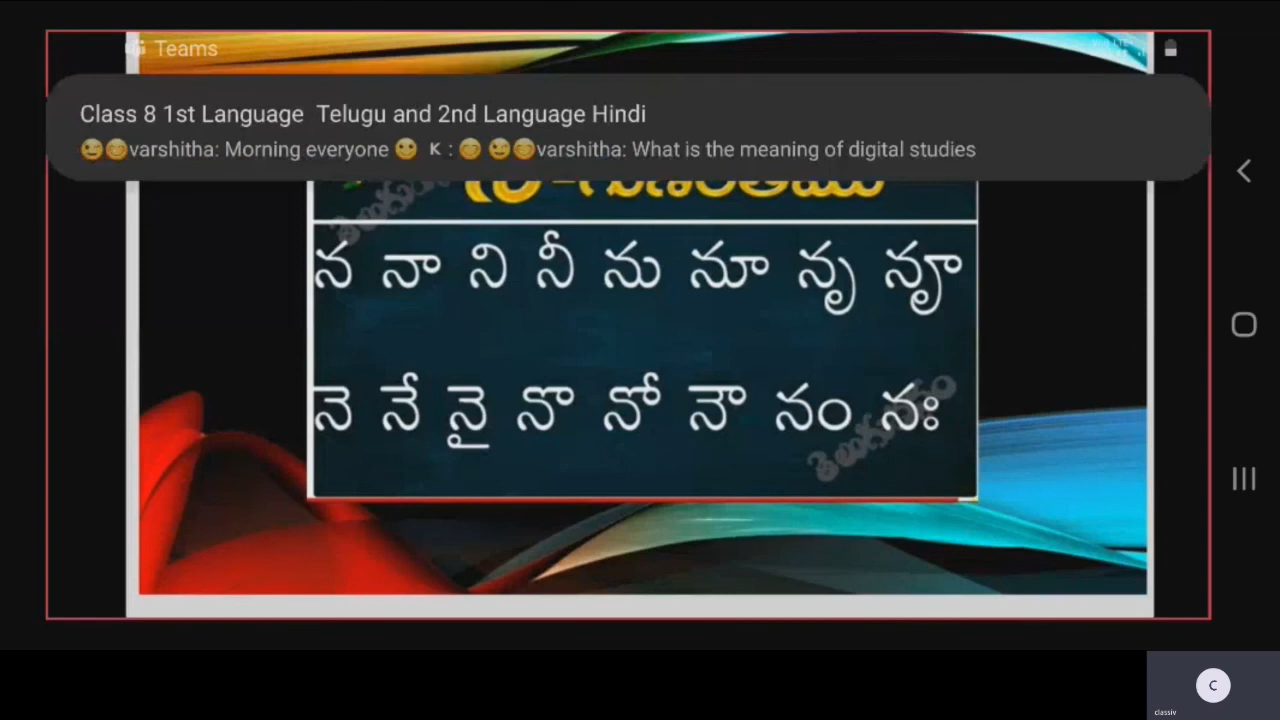 Teams
Class 8 1st Language Telugu and 2nd Language Hindi
😉😊varshitha: Morning everyone 🙂 K : 😊 😉😊varshitha: What is the meaning of digital studies
న నా ని నీ ను నూ నృ నౄ
నె నే నై నొ నో నౌ నం నః
C
classiv